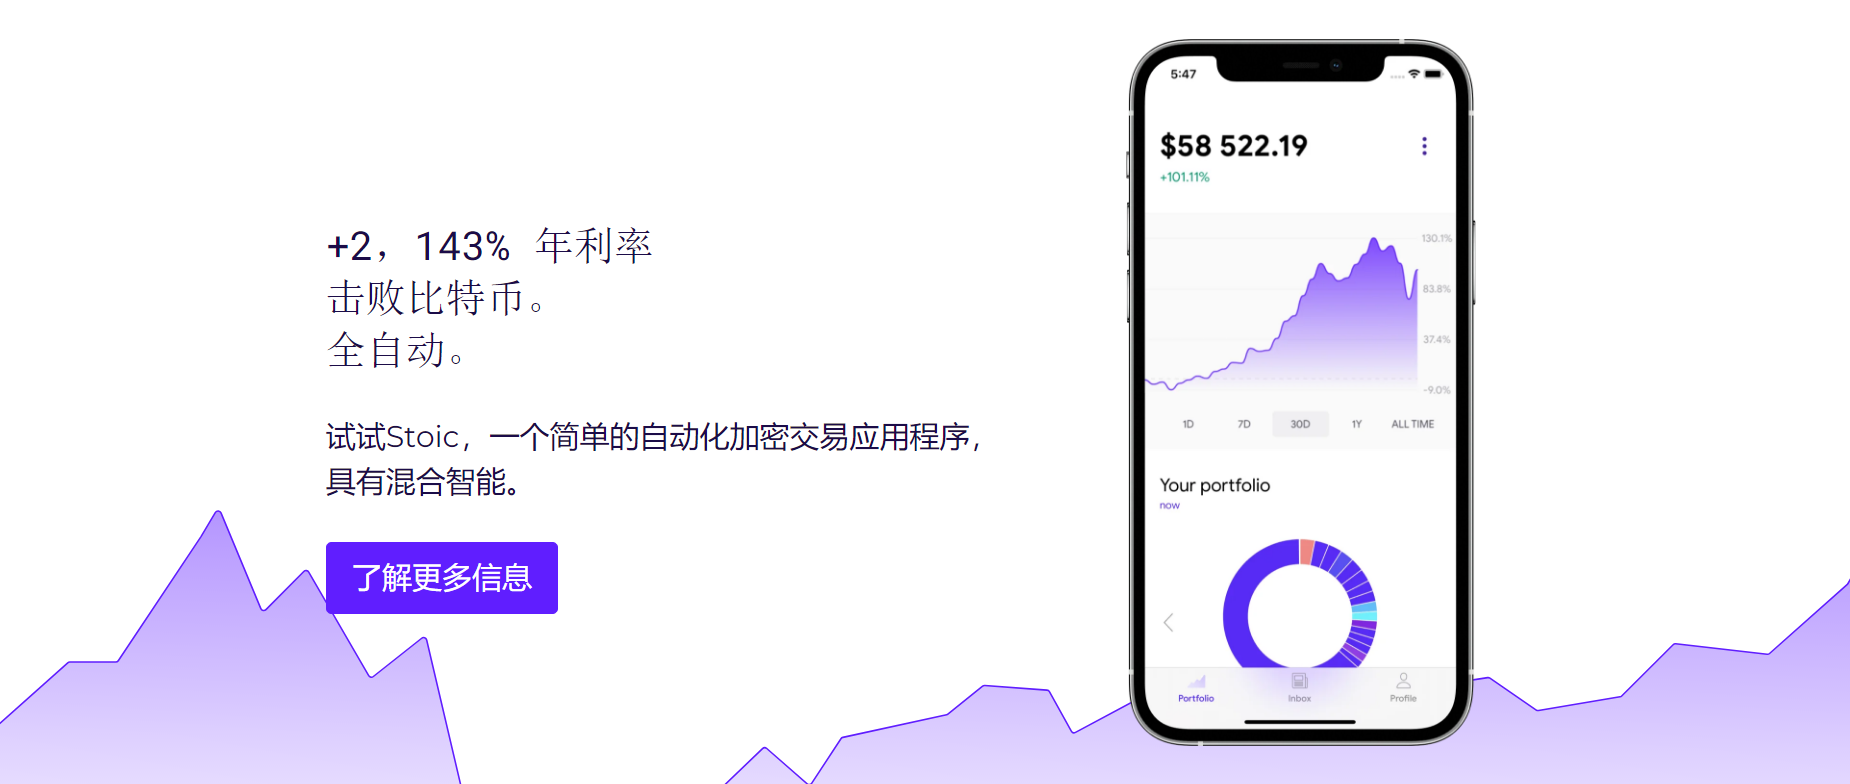 +2，143% 年利率
击败比特币。
全自动。
试试Stoic，一个简单的自动化加密交易应用程序，
具有混合智能。
了解更多信息
5:47
$58 522.19
+101.11%
130.1%
83.8%
37.4%
-9.0%
1D 7D 30D 1Y ALL TIME
Your portfolio
now
Portfolio Inbox Profile